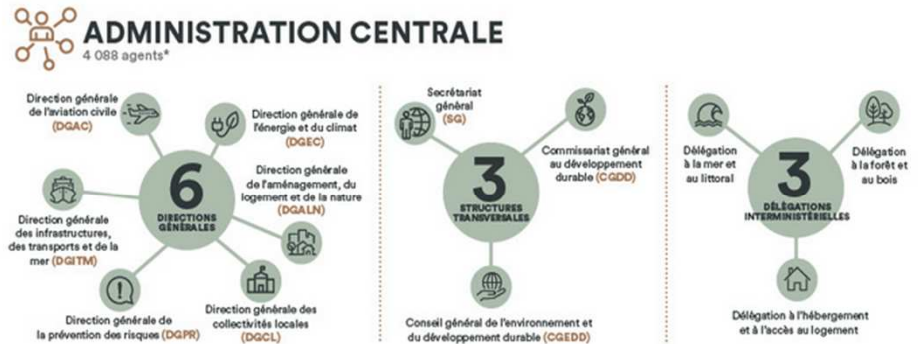 ADMINISTRATION CENTRALE
4 088 agents*
Direction générale
de l'aviation civile
(DGAC)
Direction générale de
l'énergie et du climat
(DGEC)
Direction générale
de l'aménagement, du
logement et de la nature
(DGALN)
6
DIRECTIONS
GÉNÉRALES
Direction générale
des infrastructures,
des transports et de la
mer (DGITM)
Direction générale de
la prévention des risques (DGPR)
Direction générale des
collectivités locales
(DGCL)
Secrétariat
général
(SG)
Commissariat général
au développement
durable (CGDD)
3
STRUCTURES
TRANSVERSALES
Conseil général de l'environnement et
du développement durable (CGEDD)
Délégation
à la mer et
au littoral
Délégation
à la forêt et
au bois
3
DÉLÉGATIONS
INTERMINISTÉRIELLES
Délégation à l'hébergement
et à l'accès au logement